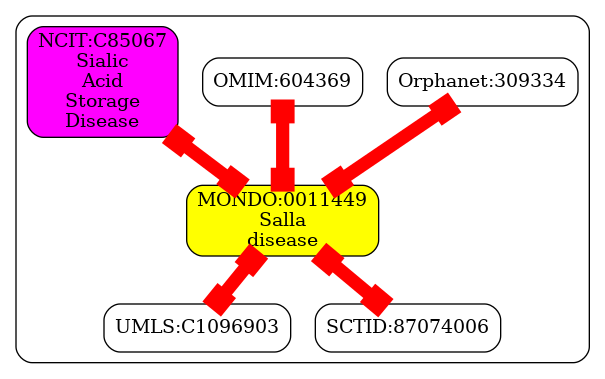 NCIT:C85067
Sialic
Acid
Storage
Disease
OMIM:604369
Orphanet:309334
MONDO:0011449
Salla
disease
UMLS:C1096903
SCTID:87074006